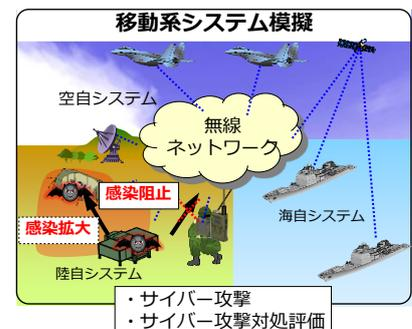 移動系システム模擬
空自システム
無線
ネットワーク
感染阻止
感染拡大
海自システム
陸自システム
・サイバー攻撃
・サイバー攻撃対処評価